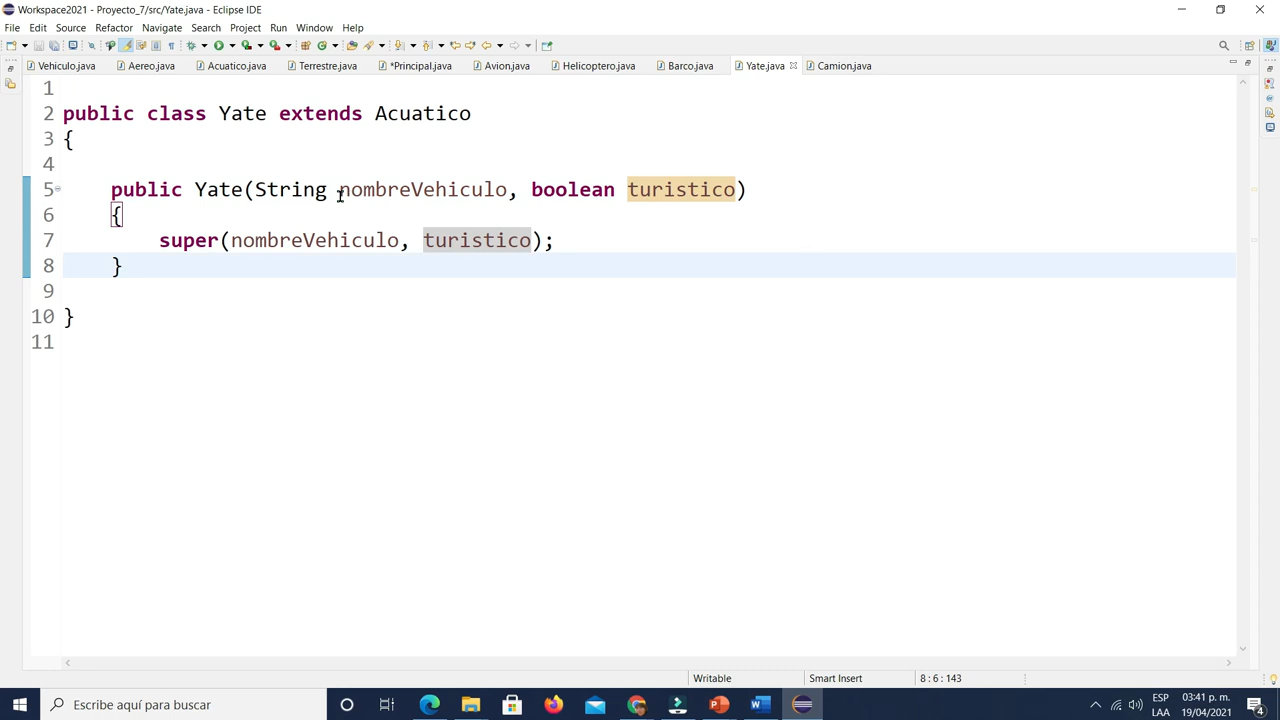 Workspace2021 - Proyecto_7/src/Yate.java - Eclipse IDE
File Edit Source Refactor Navigate Search Project Run Window Help
Vehiculo.java Aereo.java Acuatico.java Terrestre.java *Principal.java Avion.java Helicoptero.java Barco.java Yate.java Camion.java
1
2 public class Yate extends Acuatico
3 {
4
5 public Yate(String nombreVehiculo, boolean turistico)
6 {
7 super(nombreVehiculo, turistico);
8 }
9
10 }
11
Writable Smart Insert 8 : 6 : 143
Escribe aquí para buscar
ESP 03:41 p. m.
LAA 19/04/2021
4